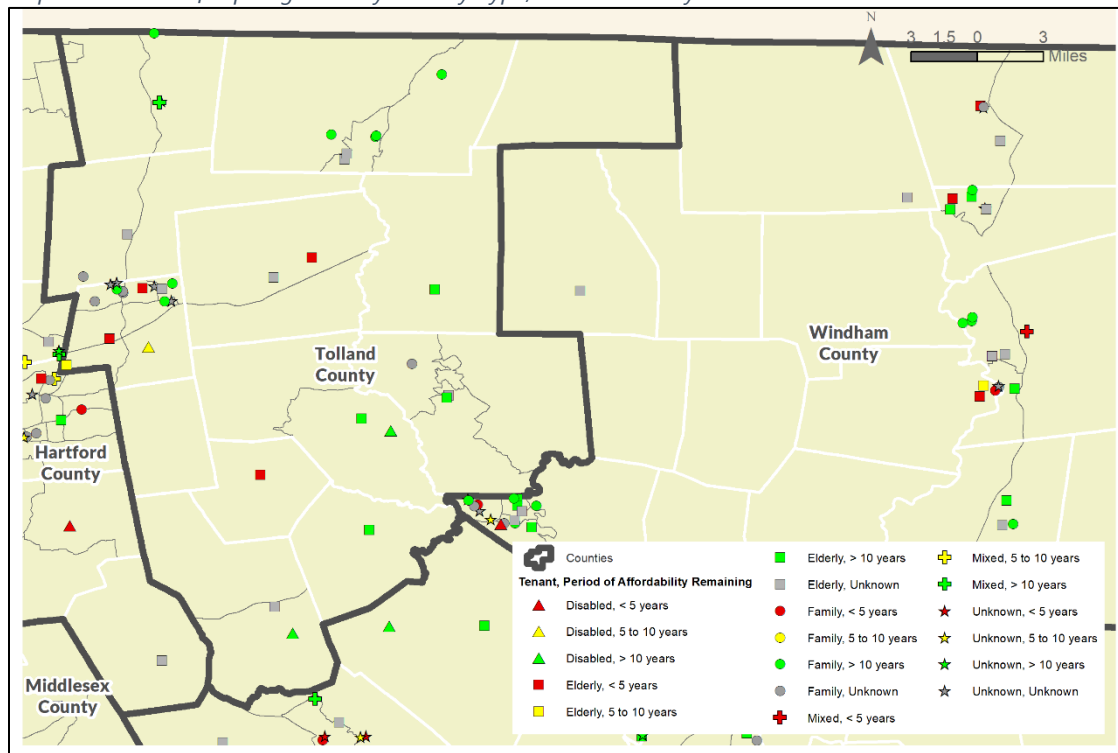 N
3 1.5 0 3
Miles
Tolland
County
Windham
County
Hartford
County
Middlesex
County
Counties
Tenant, Period of Affordability Remaining
Disabled, < 5 years
Disabled, 5 to 10 years
Disabled, > 10 years
Elderly, < 5 years
Elderly, 5 to 10 years
Elderly, > 10 years
Elderly, Unknown
Family, < 5 years
Family, 5 to 10 years
Family, > 10 years
Family, Unknown
Mixed, < 5 years
Mixed, 5 to 10 years
Mixed, > 10 years
Unknown, < 5 years
Unknown, 5 to 10 years
Unknown, > 10 years
Unknown, Unknown